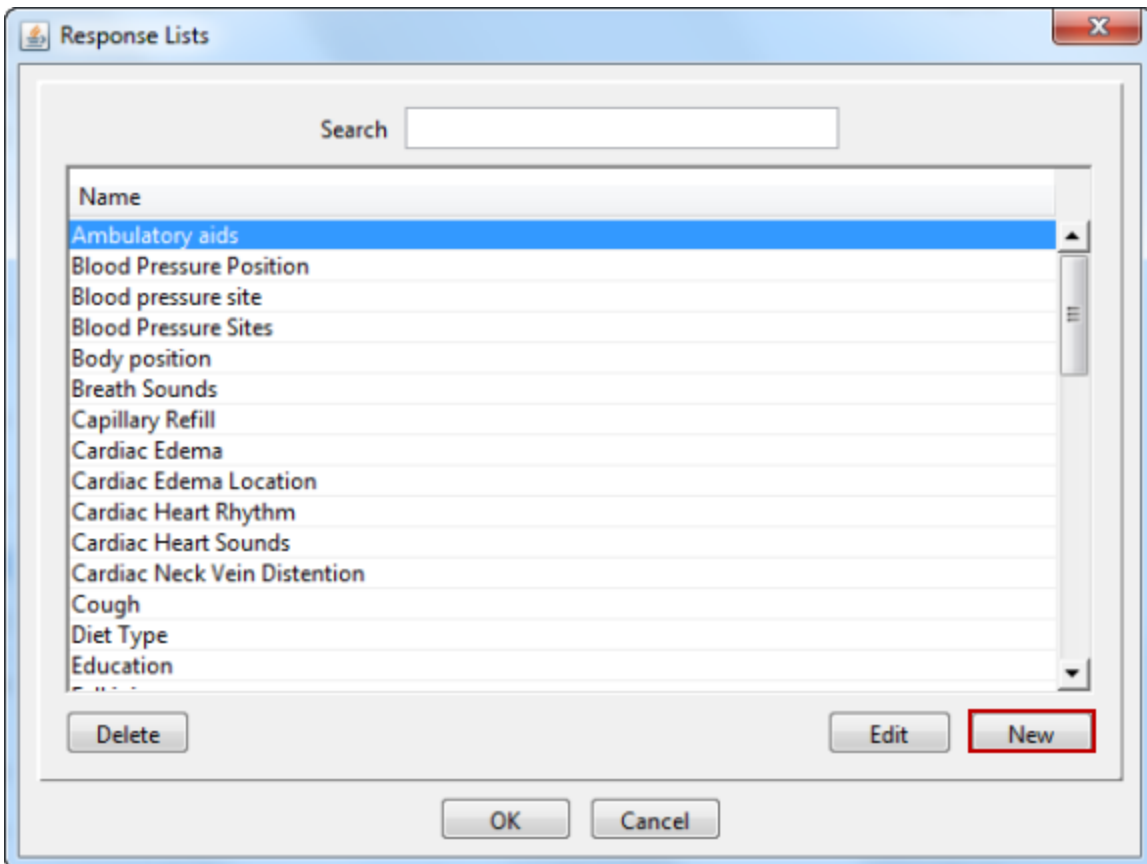 Response Lists
Search
Name
Ambulatory aids
Blood Pressure Position
Blood pressure site
Blood Pressure Sites
Body position
Breath Sounds
Capillary Refill
Cardiac Edema
Cardiac Edema Location
Cardiac Heart Rhythm
Cardiac Heart Sounds
Cardiac Neck Vein Distention
Cough
Diet Type
Education
Delete Edit New
OK Cancel